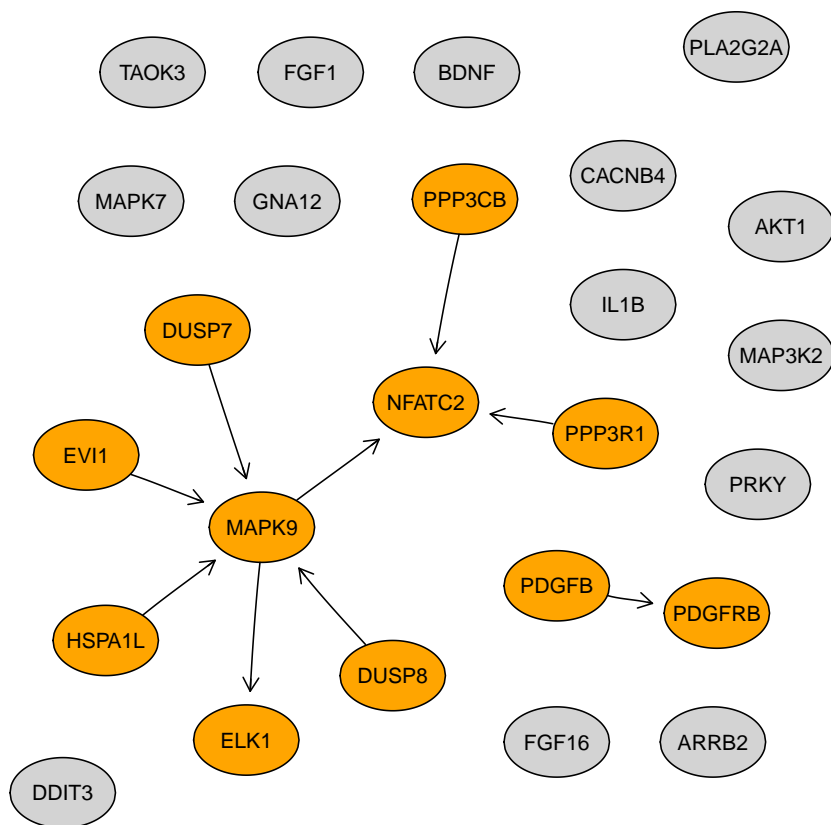 PLA2G2A
TAOK3
FGF1
BDNF
CACNB4
MAPK7
GNA12
PPP3CB
AKT1
IL1B
DUSP7
MAP3K2
NFATC2
PPP3R1
EVI1
PRKY
MAPK9
PDGFB
PDGFRB
HSPA1L
DUSP8
ELK1
FGF16
ARRB2
DDIT3